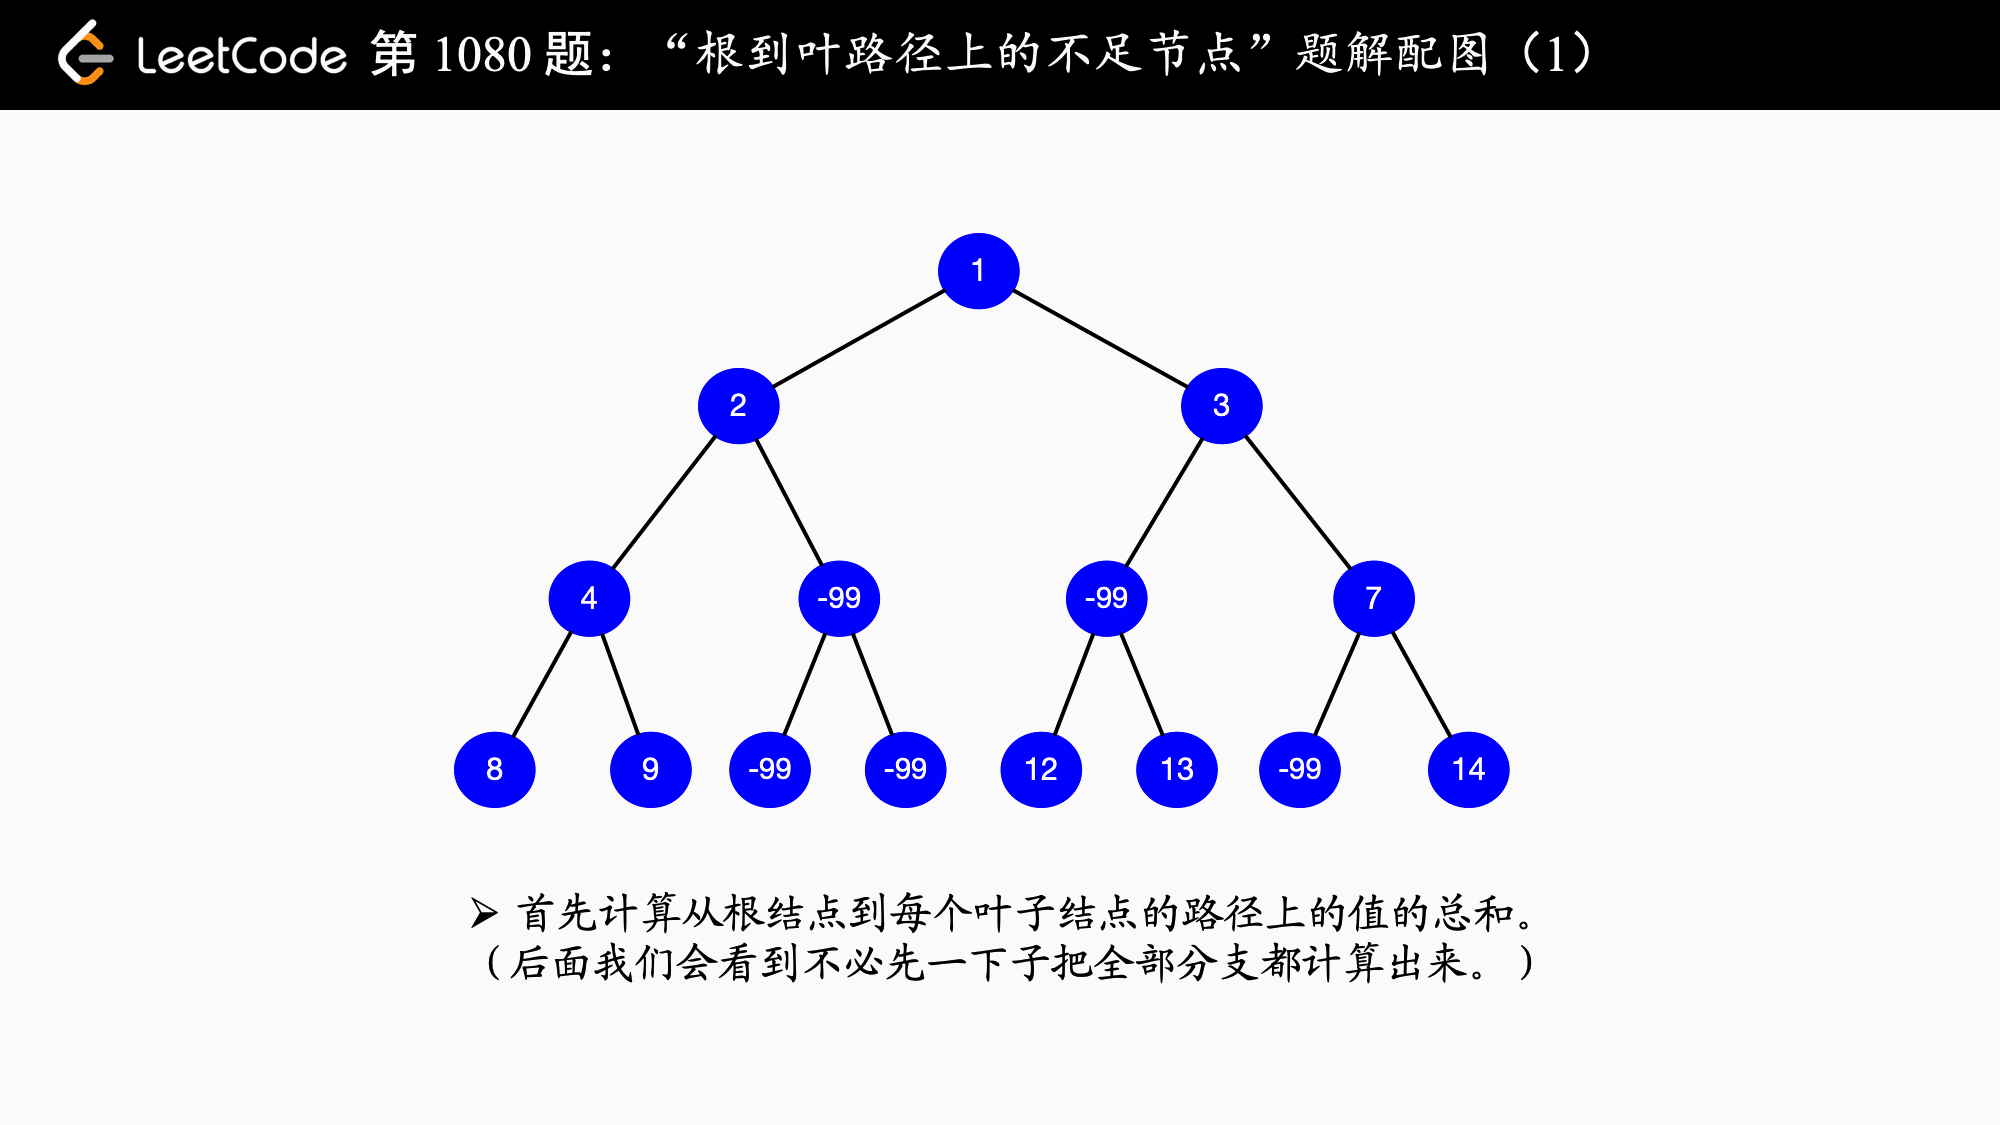 LeetCode 第 1080 题：“根到叶路径上的不足节点”题解配图（1）
1
2 3
4 -99 -99 7
8 9 -99 -99 12 13 -99 14
➢ 首先计算从根结点到每个叶子结点的路径上的值的总和。
（后面我们会看到不必先一下子把全部分支都计算出来。）